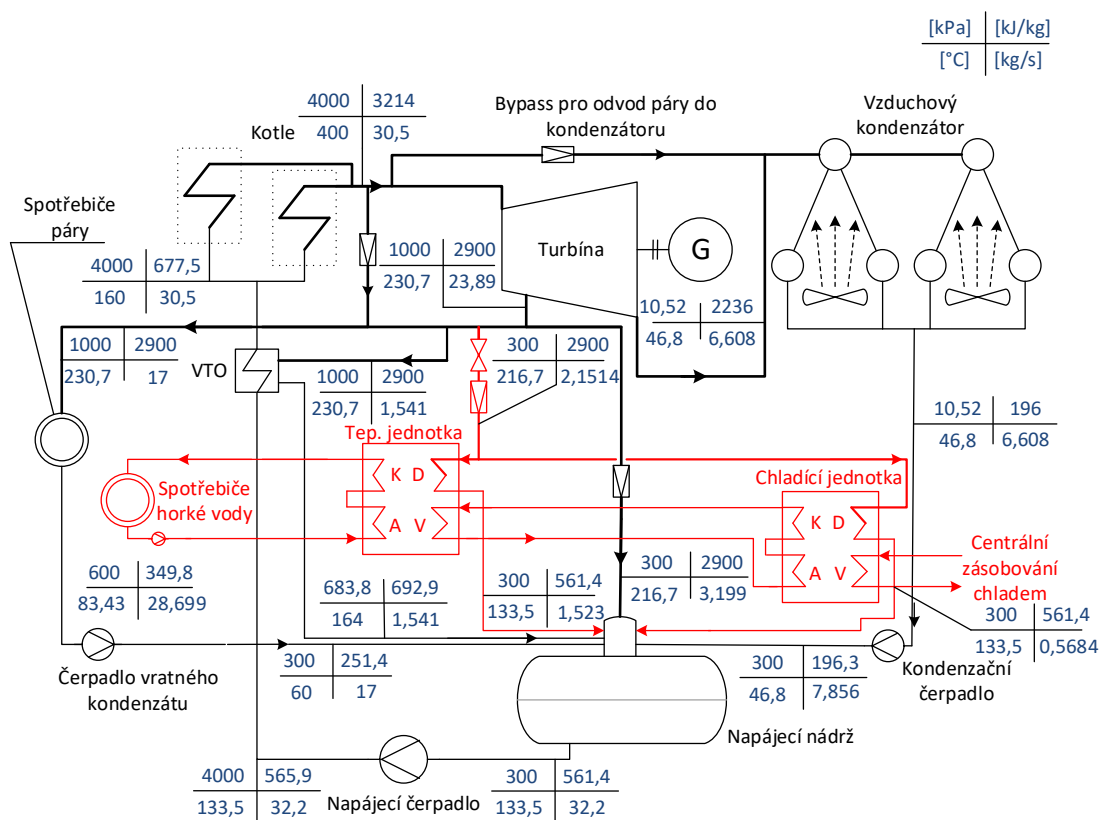 [kPa] [kJ/kg]
[°C] [kg/s]
4000 3214
400 30,5
Kotle
Bypass pro odvod páry do
kondenzátoru
Vzduchový
kondenzátor
Spotřebiče
páry
4000 677,5
160 30,5
1000 2900
230,7 23,89
Turbína
G
10,52 2236
46,8 6,608
1000 2900
230,7 17
VTO
1000 2900
230,7 1,541
300 2900
216,7 2,1514
10,52 196
46,8 6,608
Tep. jednotka
K D
A V
Spotřebiče
horké vody
Chladící jednotka
K D
A V
Centrální
zásobování
chladem
600 349,8
83,43 28,699
683,8 692,9
164 1,541
300 561,4
133,5 1,523
300 2900
216,7 3,199
300 561,4
133,5 0,5684
Čerpadlo vratného
kondenzátu
300 251,4
60 17
300 196,3
46,8 7,856
Kondenzační
čerpadlo
Napájecí nádrž
4000 565,9
133,5 32,2
Napájecí čerpadlo
300 561,4
133,5 32,2